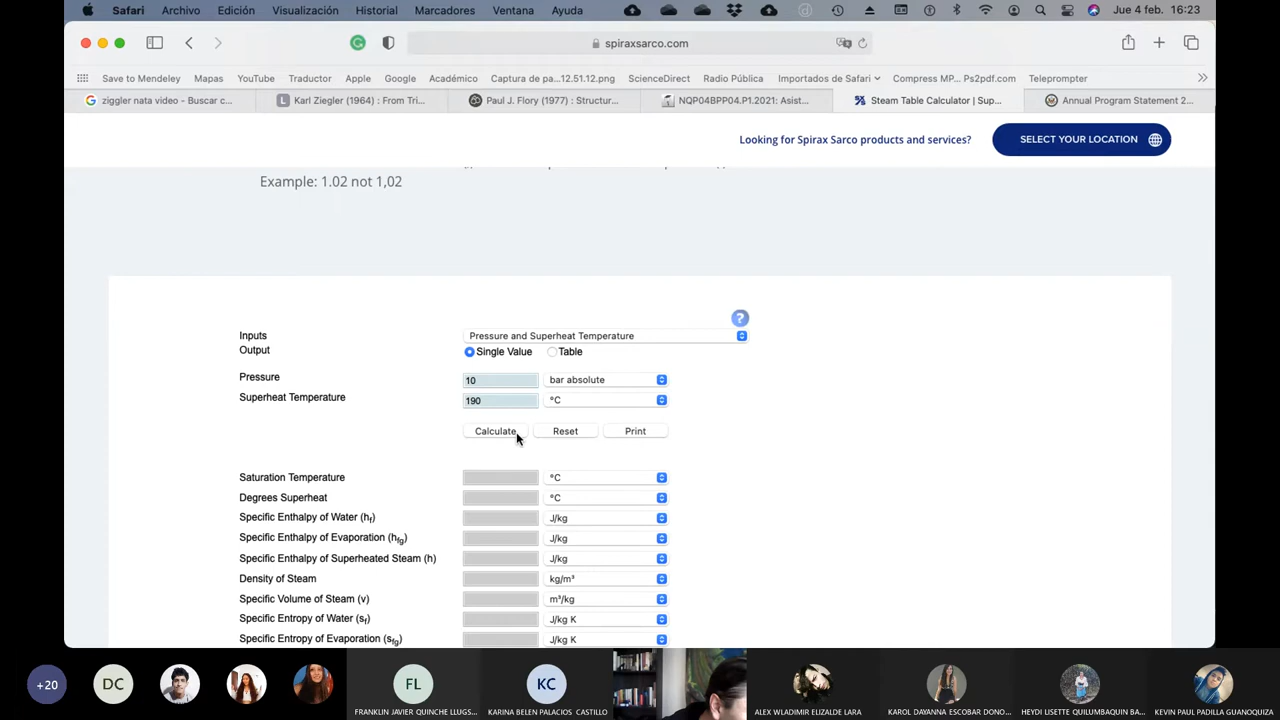 Safari Archivo Edición Visualización Historial Marcadores Ventana Ayuda Jue 4 feb. 16:23
spiraxsarco.com
Save to Mendeley Mapas YouTube Traductor Apple Google Académico Captura de pa...12.51.12.png ScienceDirect Radio Pública Importados de Safari Compress MP... Ps2pdf.com Teleprompter
ziggler nata video - Buscar c... Karl Ziegler (1964) : From Tri... Paul J. Flory (1977) : Structur... NQP04BPP04.P1.2021: Asist... Steam Table Calculator | Sup... Annual Program Statement 2...
Looking for Spirax Sarco products and services? SELECT YOUR LOCATION
Example: 1.02 not 1,02
?
Inputs Pressure and Superheat Temperature
Output Single Value Table
Pressure 10 bar absolute
Superheat Temperature 190 °C
Calculate Reset Print
Saturation Temperature °C
Degrees Superheat °C
Specific Enthalpy of Water (hf) J/kg
Specific Enthalpy of Evaporation (hfg) J/kg
Specific Enthalpy of Superheated Steam (h) J/kg
Density of Steam kg/m³
Specific Volume of Steam (v) m³/kg
Specific Entropy of Water (sf) J/kg K
Specific Entropy of Evaporation (sfg) J/kg K
+20 DC FL KC
FRANKLIN JAVIER QUINCHE LLUGS... KARINA BELEN PALACIOS CASTILLO ALEX WLADIMIR ELIZALDE LARA KAROL DAYANNA ESCOBAR DONO... HEYDI LISETTE QUILUMBAQUIN BA... KEVIN PAUL PADILLA GUANOQUIZA